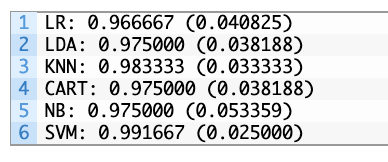 1 LR: 0.966667 (0.040825)
2 LDA: 0.975000 (0.038188)
3 KNN: 0.983333 (0.033333)
4 CART: 0.975000 (0.038188)
5 NB: 0.975000 (0.053359)
6 SVM: 0.991667 (0.025000)